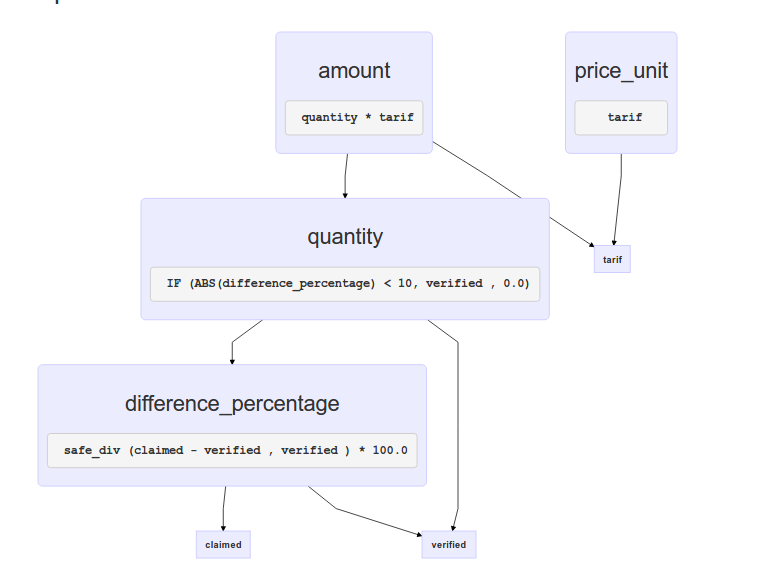 amount
price_unit
quantity * tarif
tarif
quantity
tarif
IF (ABS(difference_percentage) < 10, verified , 0.0)
difference_percentage
safe_div (claimed - verified , verified ) * 100.0
claimed
verified